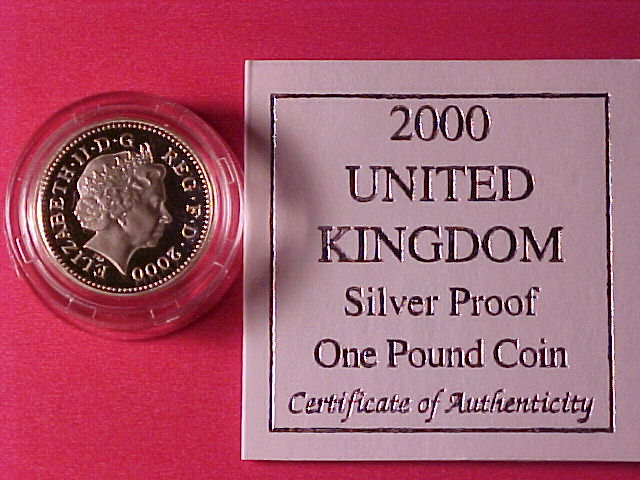 ELIZABETH·II·D·G REG·F·D·2000
2000
UNITED
KINGDOM
Silver Proof
One Pound Coin
Certificate of Authenticity